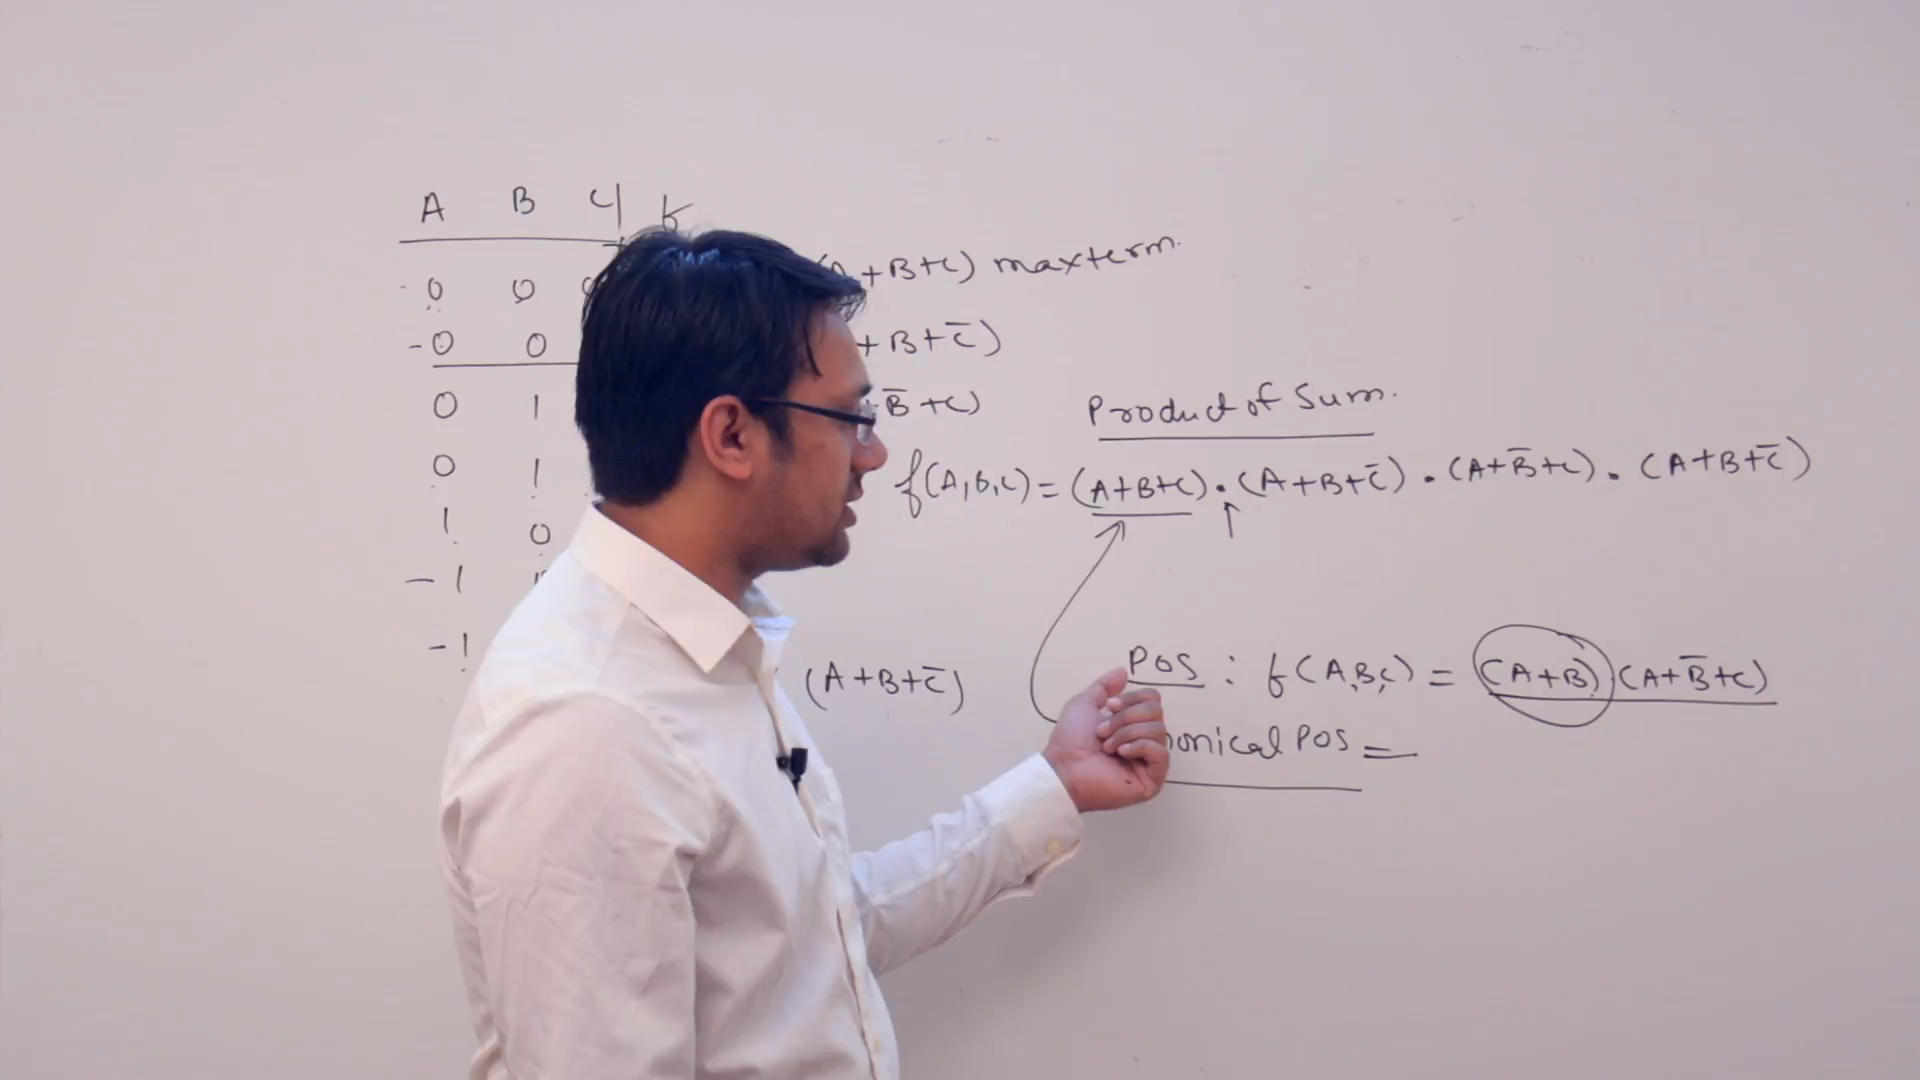 A B C f
0 0
+B+C) maxterm.
-0 0
+B+C̅)
0 1
B̅+C)
Product of Sum.
0 1
f(A,B,C) = (A+B+C) . (A+B+C̅) . (A+B̅+C) . (A+B+C̅)
1 0
-1
-1
(A+B+C̅)
POS : f(A,B,C) = (A+B) (A+B̅+C)
nonical POS =